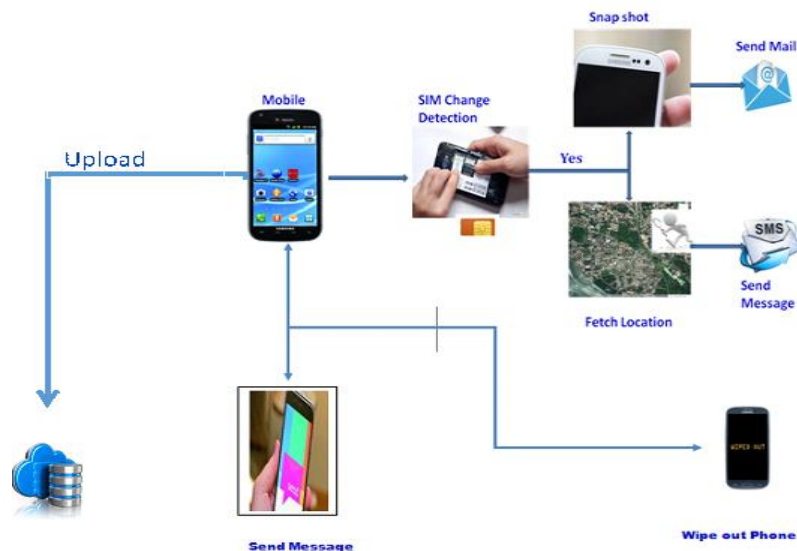 Snap shot
Send Mail
Mobile
SIM Change
Detection
Upload
Yes
SMS
Send
Message
Fetch Location
SAMSUNG
WIPED OUT
Send Message
Wipe out Phone